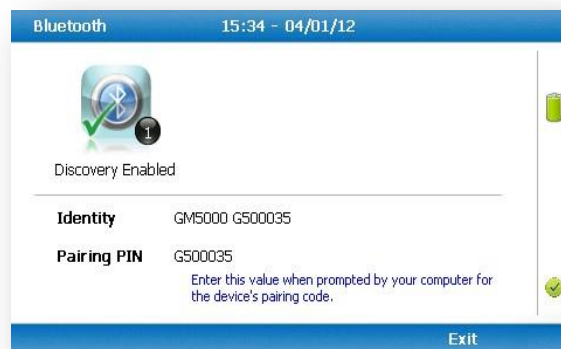 Bluetooth 15:34 - 04/01/12
1
Discovery Enabled
Identity GM5000 G500035
Pairing PIN G500035
Enter this value when prompted by your computer for
the device's pairing code.
Exit